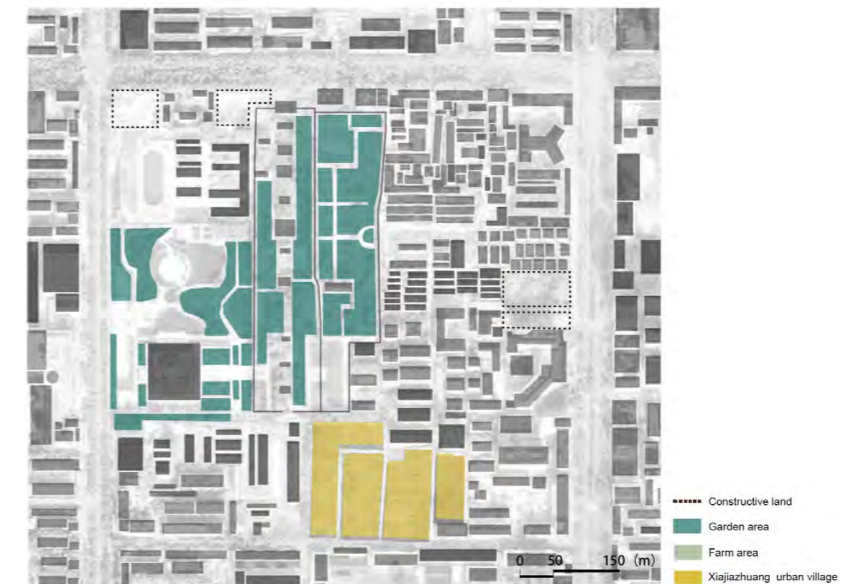 Constructive land
Garden area
Farm area
0 50 150 (m)
Xiajiazhuang urban village